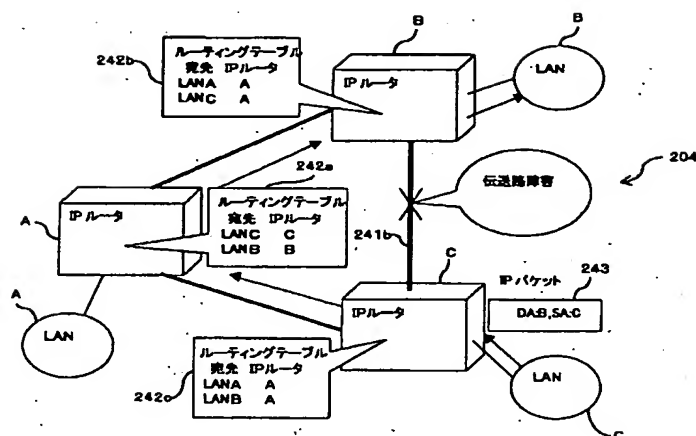 B
B
242b
ルーティングテーブル
宛先 IPルータ
LANA A
LANC A
IPルータ
LAN
204
242a
伝送路障害
A
IPルータ
ルーティングテーブル
宛先 IPルータ
LANC C
LANB B
241b
C
IPパケット
243
DA:B,SA:C
A
LAN
IPルータ
ルーティングテーブル
宛先 IPルータ
LANA A
LANB A
242c
LAN
C